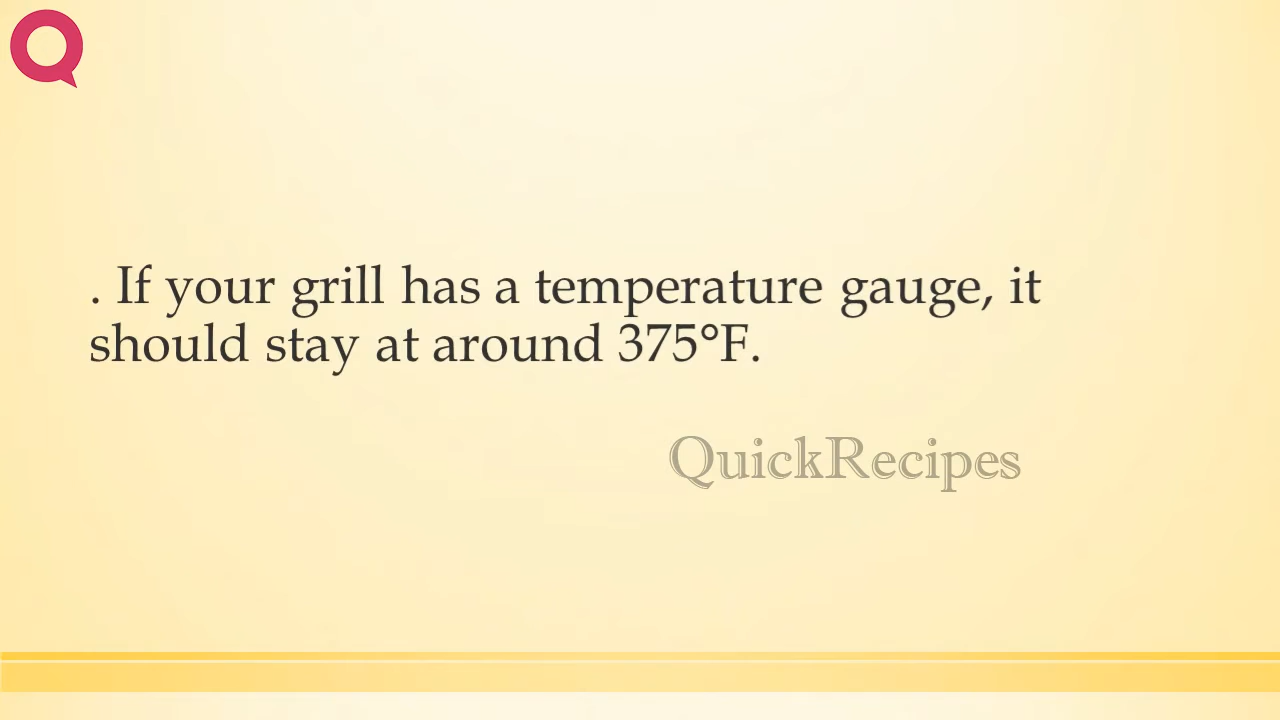 . If your grill has a temperature gauge, it
should stay at around 375°F.
QuickRecipes